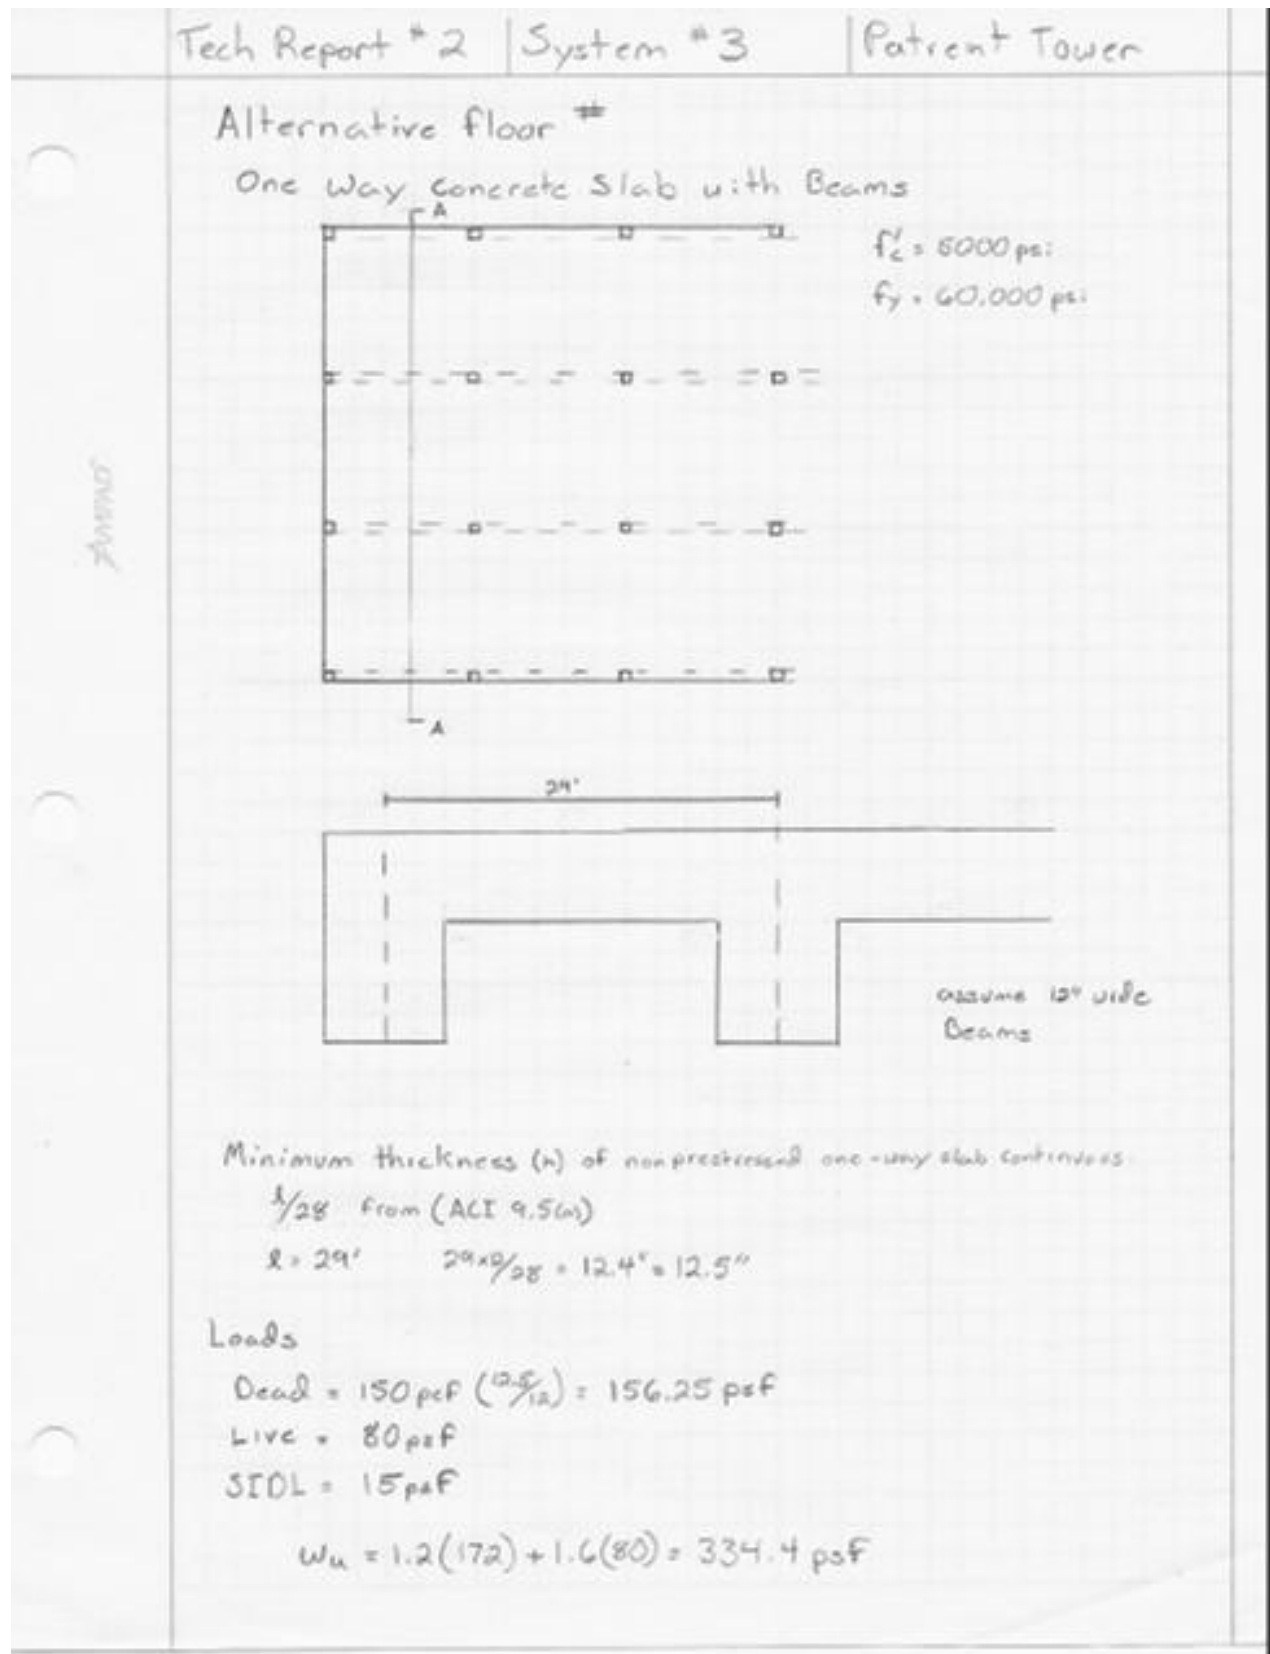 Tech Report #2 | System #3 | Patient Tower
Alternative floor #
One Way Concrete Slab with Beams
A
f'c = 5000 psi
fy = 60,000 psi
A
29'
assume 12" wide
Beams
Minimum thickness (h) of nonprestressed one-way slab continuous
l/28 from (ACI 9.5(a))
l = 29' 29x12/28 = 12.4" = 12.5"
Loads
Dead = 150 pcf (12.5/12) = 156.25 psf
Live = 80 psf
SIDL = 15 psf
wu = 1.2(172) + 1.6(80) = 334.4 psf